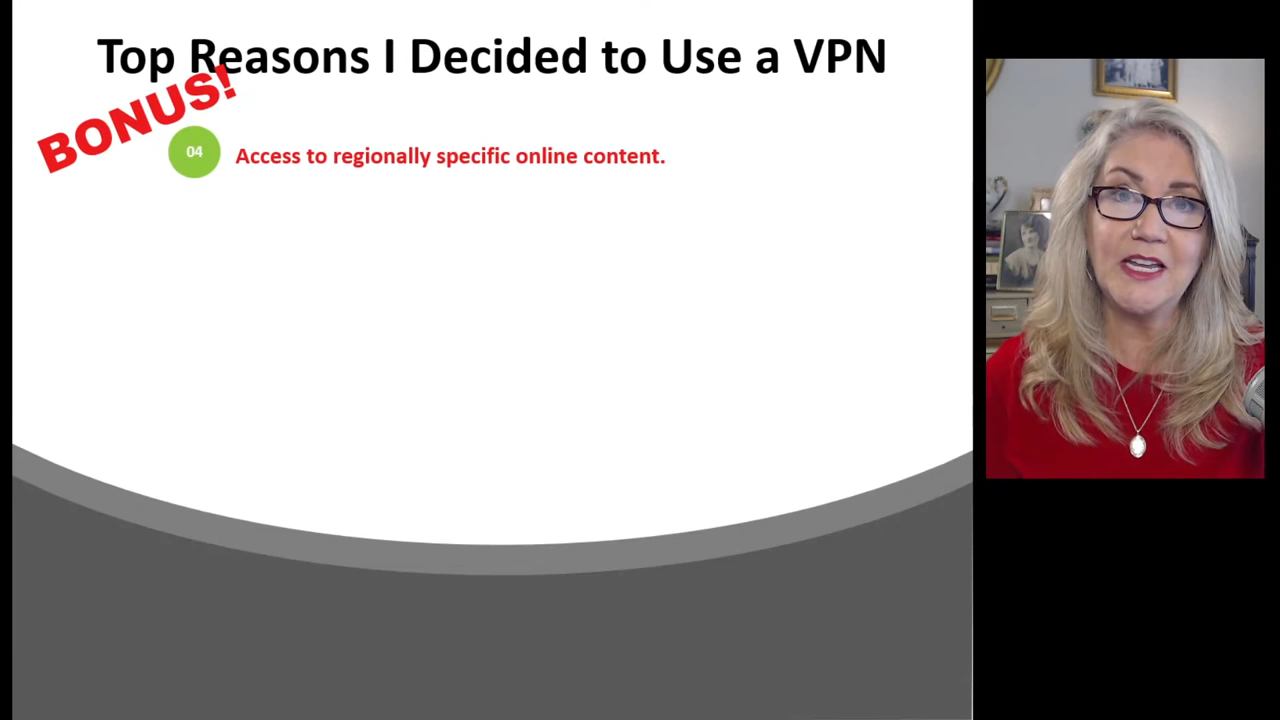 Top Reasons I Decided to Use a VPN
BONUS!
04
Access to regionally specific online content.